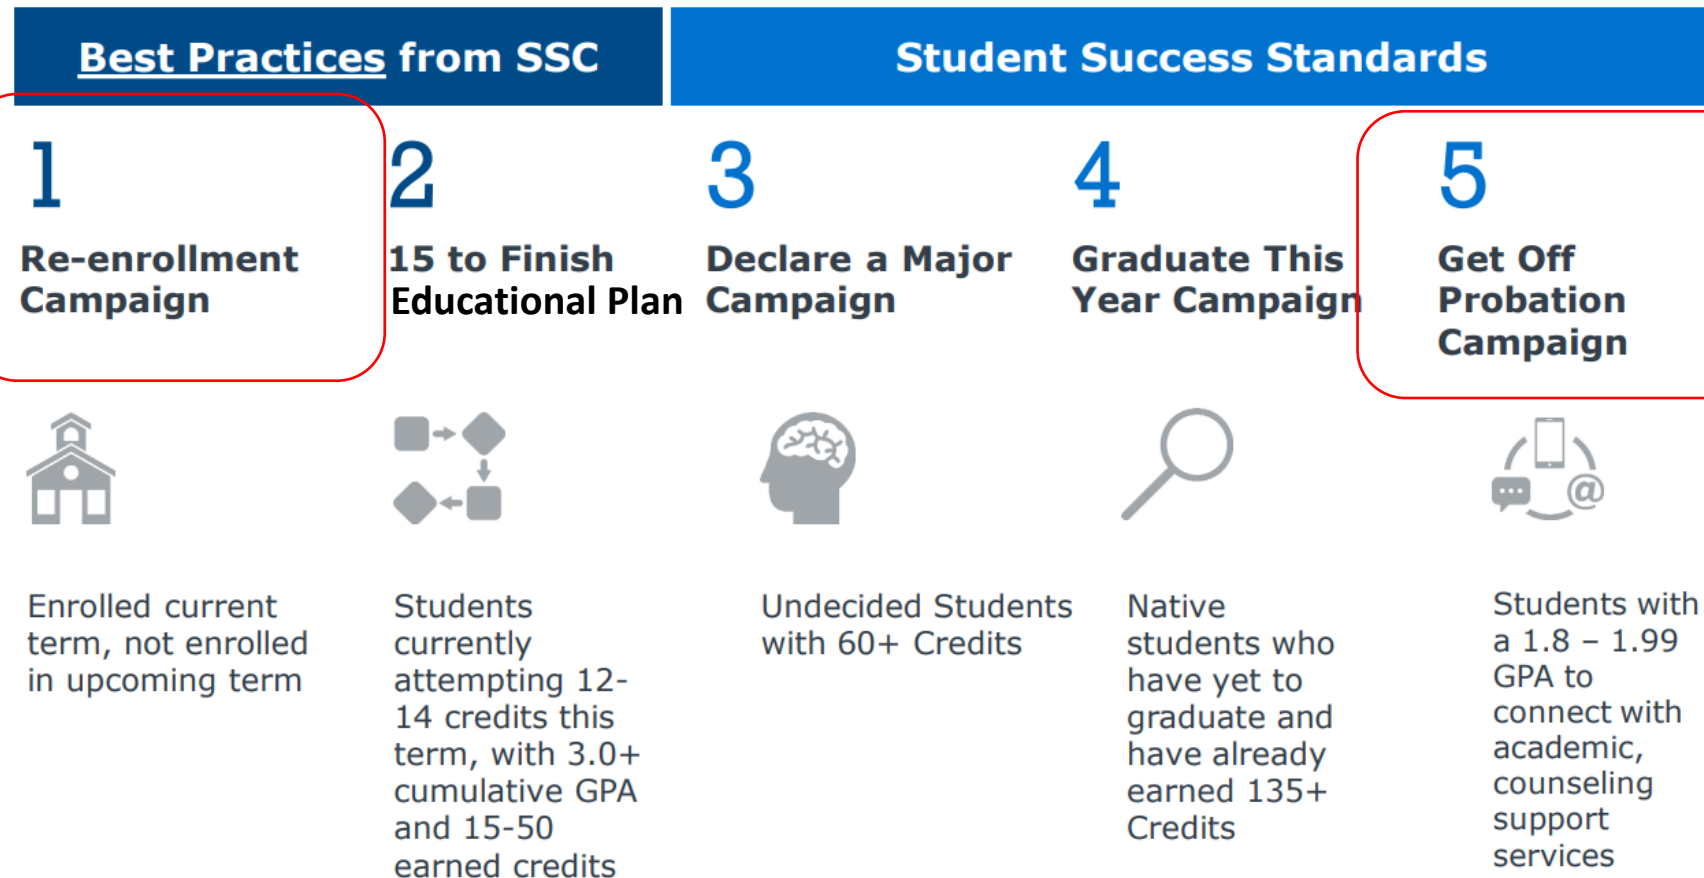 Best Practices from SSC
Student Success Standards
1
Re-enrollment
Campaign
2
15 to Finish
Educational Plan
3
Declare a Major
Campaign
4
Graduate This
Year Campaign
5
Get Off
Probation
Campaign
@
Enrolled current
term, not enrolled
in upcoming term
Students
currently
attempting 12-
14 credits this
term, with 3.0+
cumulative GPA
and 15-50
earned credits
Undecided Students
with 60+ Credits
Native
students who
have yet to
graduate and
have already
earned 135+
Credits
Students with
a 1.8 – 1.99
GPA to
connect with
academic,
counseling
support
services